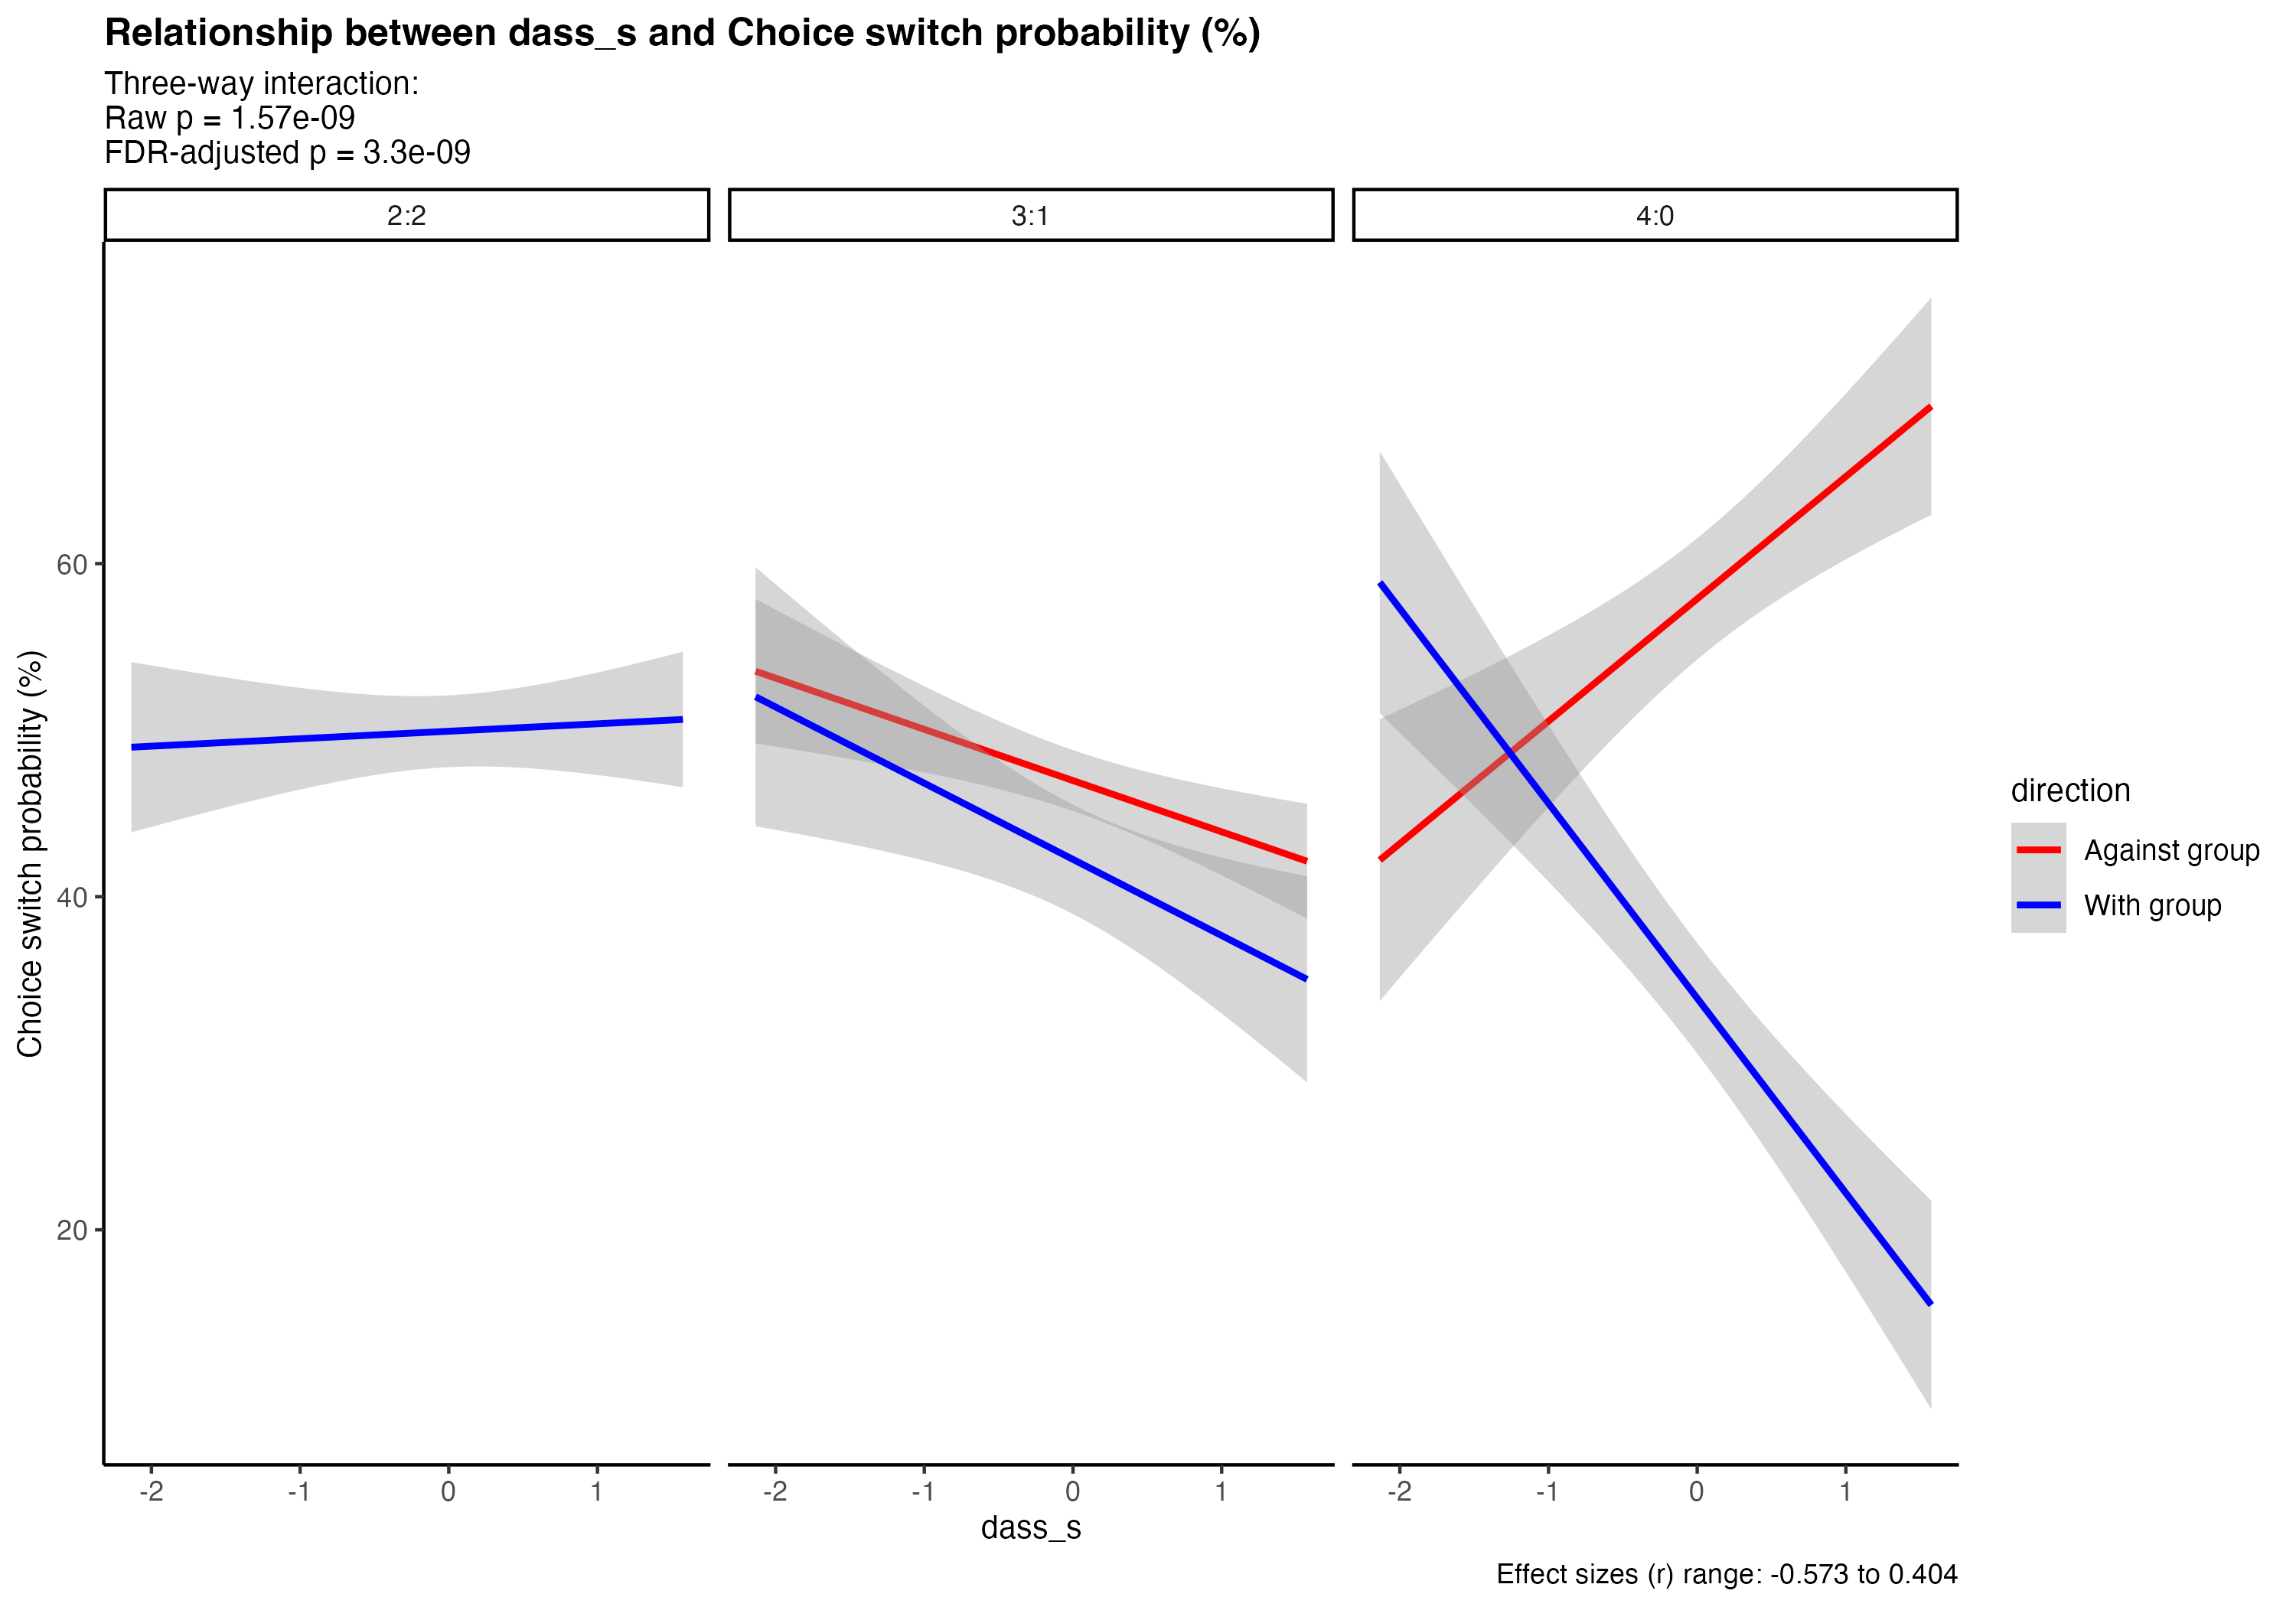 Relationship between dass_s and Choice switch probability (%)
Three-way interaction:
Raw p = 1.57e-09
FDR-adjusted p = 3.3e-09
2:2
3:1
4:0
60
40
20
Choice switch probability (%)
-2
-1
0
1
-2
-1
0
1
-2
-1
0
1
dass_s
direction
Against group
With group
Effect sizes (r) range: -0.573 to 0.404